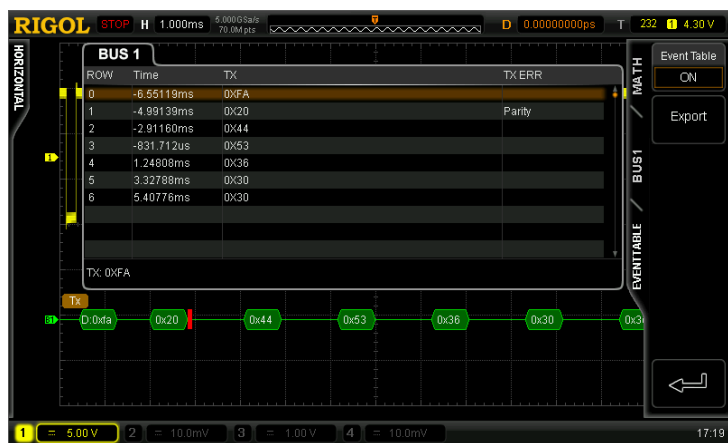 RIGOL STOP H 1.000ms 5.000GSa/s 70.0Mpts D 0.00000000ps T 232 1 4.30 V
HORIZONTAL
BUS 1
ROW Time TX TX ERR
0 -6.55119ms 0XFA
1 -4.99139ms 0X20 Parity
2 -2.91160ms 0X44
3 -831.712us 0X53
4 1.24808ms 0X36
5 3.32788ms 0X30
6 5.40776ms 0X30
TX: 0XFA
MATH
BUS1
EVENTTABLE
Event Table
ON
Export
1
T
Tx
B1 D:0xfa 0x20 0x44 0x53 0x36 0x30
1 = 5.00 V 2 = 10.0mV 3 = 1.00 V 4 = 10.0mV 17:19